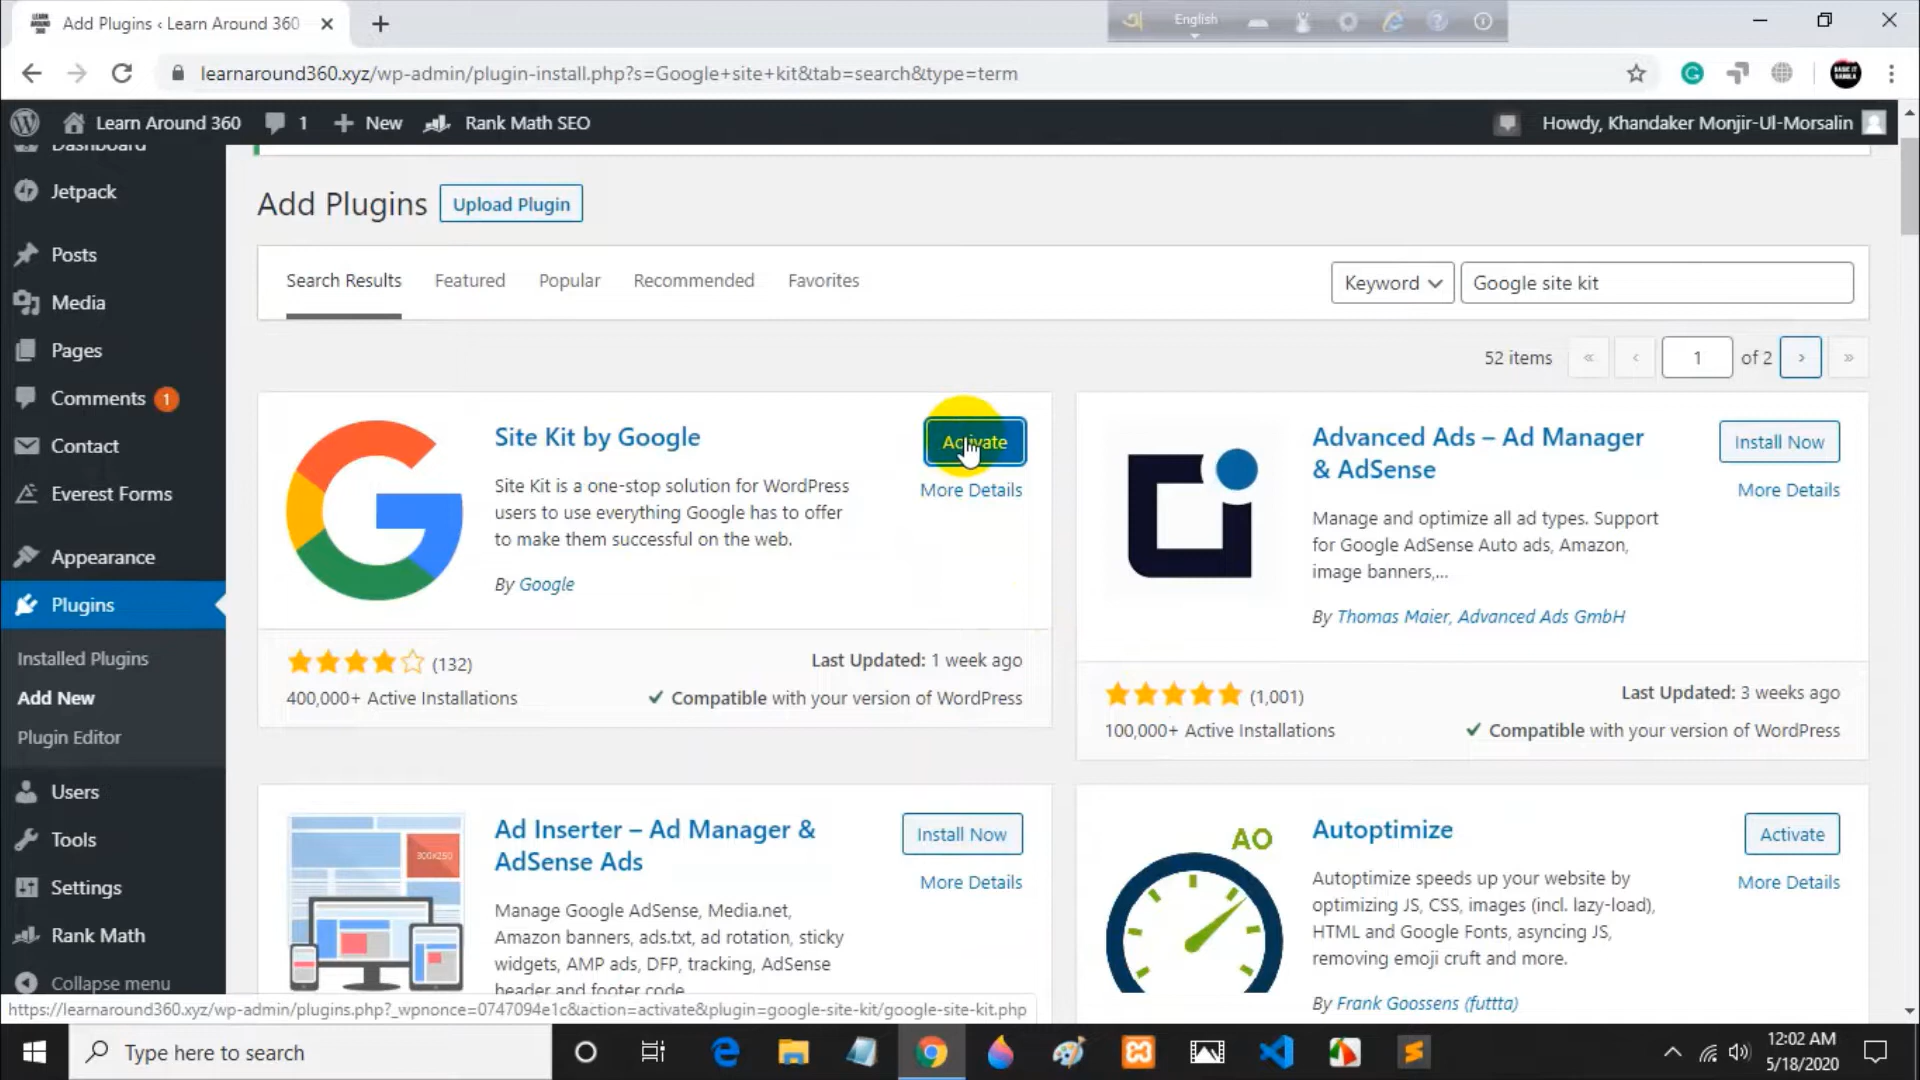 Add Plugins ‹ Learn Around 360
English
learnaround360.xyz/wp-admin/plugin-install.php?s=Google+site+kit&tab=search&type=term
Learn Around 360
1
New
Rank Math SEO
Howdy, Khandaker Monjir-Ul-Morsalin
Dashboard
Jetpack
Posts
Media
Pages
Comments 1
Contact
Everest Forms
Appearance
Plugins
Installed Plugins
Add New
Plugin Editor
Users
Tools
Settings
Rank Math
Collapse menu
Add Plugins
Upload Plugin
Search Results
Featured
Popular
Recommended
Favorites
Keyword
Google site kit
52 items
«
‹
1
of 2
›
»
Site Kit by Google
Activate
More Details
Site Kit is a one-stop solution for WordPress
users to use everything Google has to offer
to make them successful on the web.
By Google
(132)
Last Updated: 1 week ago
400,000+ Active Installations
Compatible with your version of WordPress
Advanced Ads – Ad Manager
& AdSense
Install Now
More Details
Manage and optimize all ad types. Support
for Google AdSense Auto ads, Amazon,
image banners,...
By Thomas Maier, Advanced Ads GmbH
(1,001)
Last Updated: 3 weeks ago
100,000+ Active Installations
Compatible with your version of WordPress
300x250
Ad Inserter – Ad Manager &
AdSense Ads
Install Now
More Details
Manage Google AdSense, Media.net,
Amazon banners, ads.txt, ad rotation, sticky
widgets, AMP ads, DFP, tracking, AdSense
header and footer code
AO
Autoptimize
Activate
More Details
Autoptimize speeds up your website by
optimizing JS, CSS, images (incl. lazy-load),
HTML and Google Fonts, asyncing JS,
removing emoji cruft and more.
By Frank Goossens (futtta)
https://learnaround360.xyz/wp-admin/plugins.php?_wpnonce=0747094e1c&action=activate&plugin=google-site-kit/google-site-kit.php
Type here to search
12:02 AM
5/18/2020